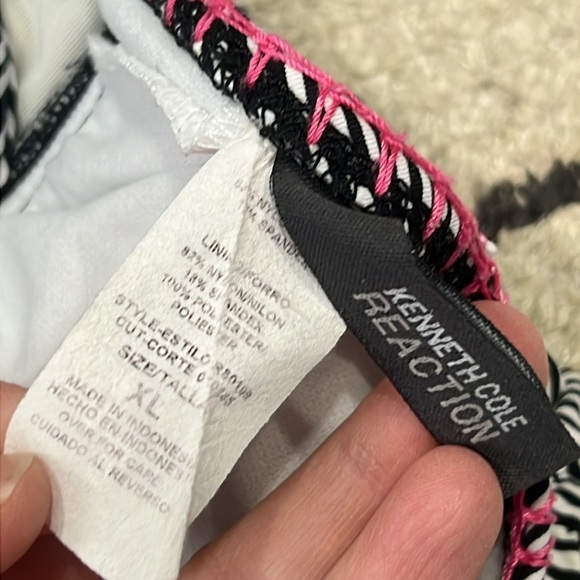 SPANDEX
LINING/FORRO
82% NYLON/NILON
18% SPANDEX
100% POLYESTER/
POLIESTER
STYLE-ESTILO
CUT-CORTE
SIZE/TALLA
XL
MADE IN INDONESIA
HECHO EN INDONESIA
OVER FOR CARE
CUIDADO AL REVERSO
KENNETH COLE
REACTION